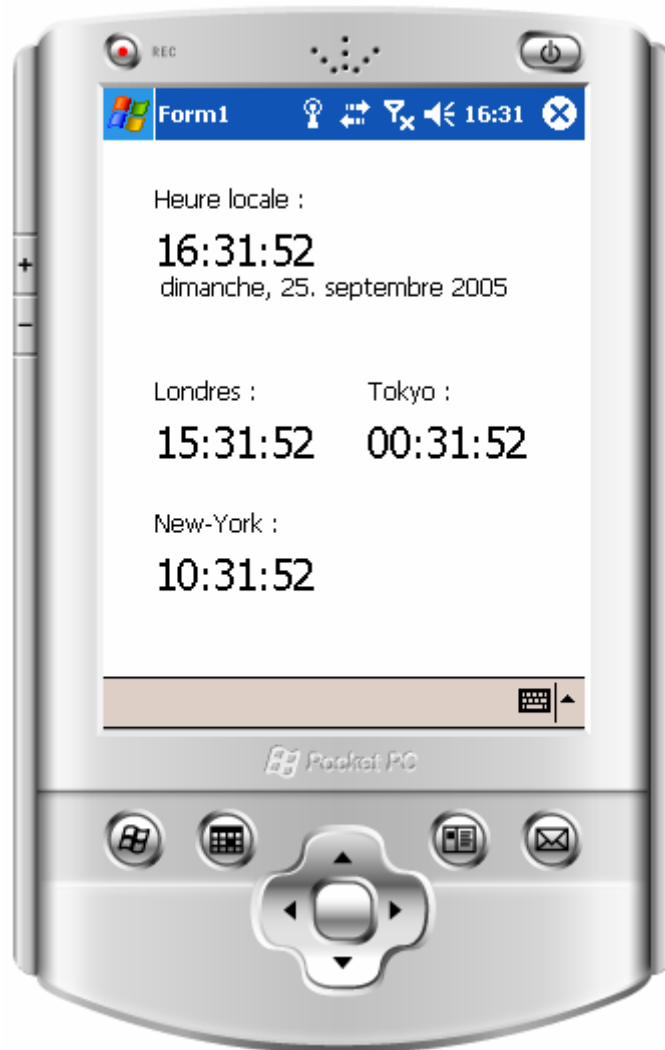 REC
Form1 16:31
Heure locale :
16:31:52
dimanche, 25. septembre 2005
Londres : Tokyo :
15:31:52 00:31:52
New-York :
10:31:52
Pocket PC